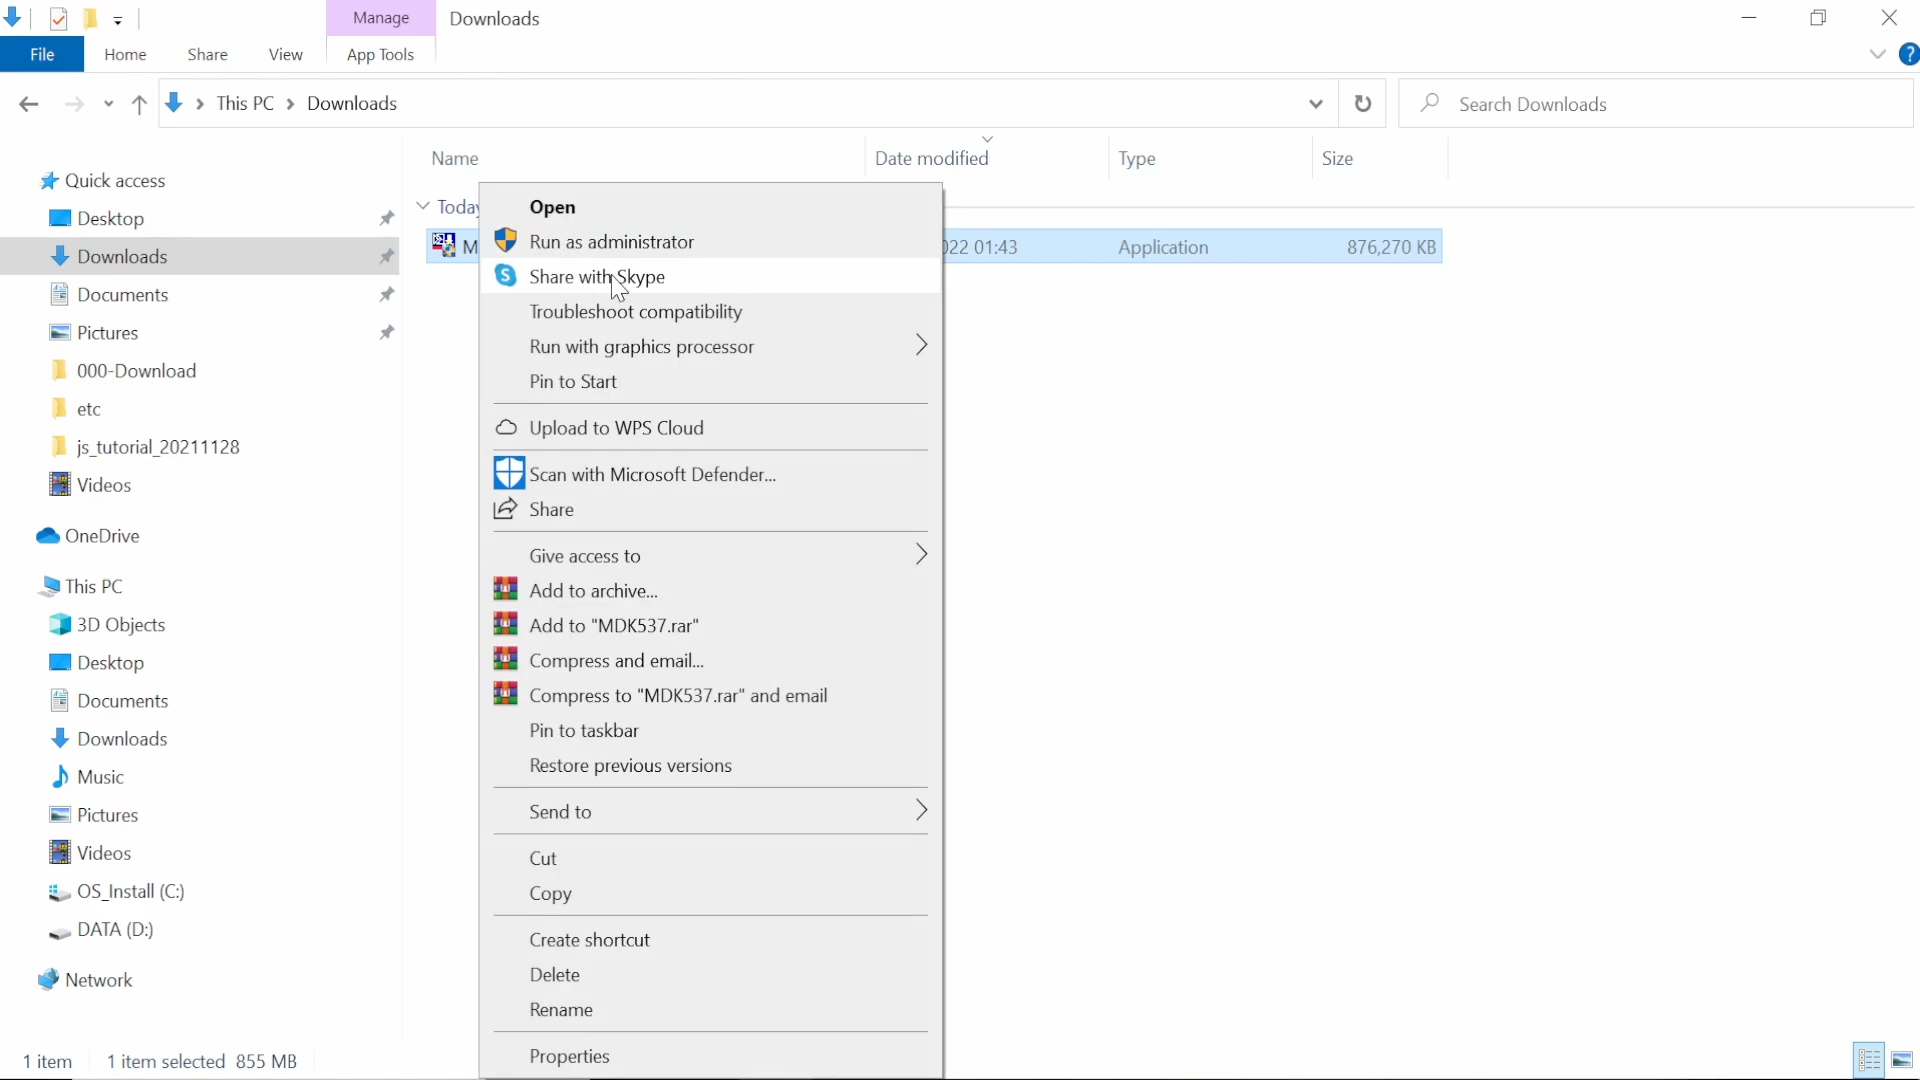 Manage
Downloads
File
Home
Share
View
App Tools
?
This PC
Downloads
Search Downloads
Name
Date modified
Type
Size
Quick access
Desktop
Downloads
Documents
Pictures
000-Download
etc
js_tutorial_20211128
Videos
OneDrive
This PC
3D Objects
Desktop
Documents
Downloads
Music
Pictures
Videos
OS_Install (C:)
DATA (D:)
Network
Today
M
022 01:43
Application
876,270 KB
Open
Run as administrator
Share with Skype
Troubleshoot compatibility
Run with graphics processor
Pin to Start
Upload to WPS Cloud
Scan with Microsoft Defender...
Share
Give access to
Add to archive...
Add to "MDK537.rar"
Compress and email...
Compress to "MDK537.rar" and email
Pin to taskbar
Restore previous versions
Send to
Cut
Copy
Create shortcut
Delete
Rename
Properties
1 item
1 item selected 855 MB